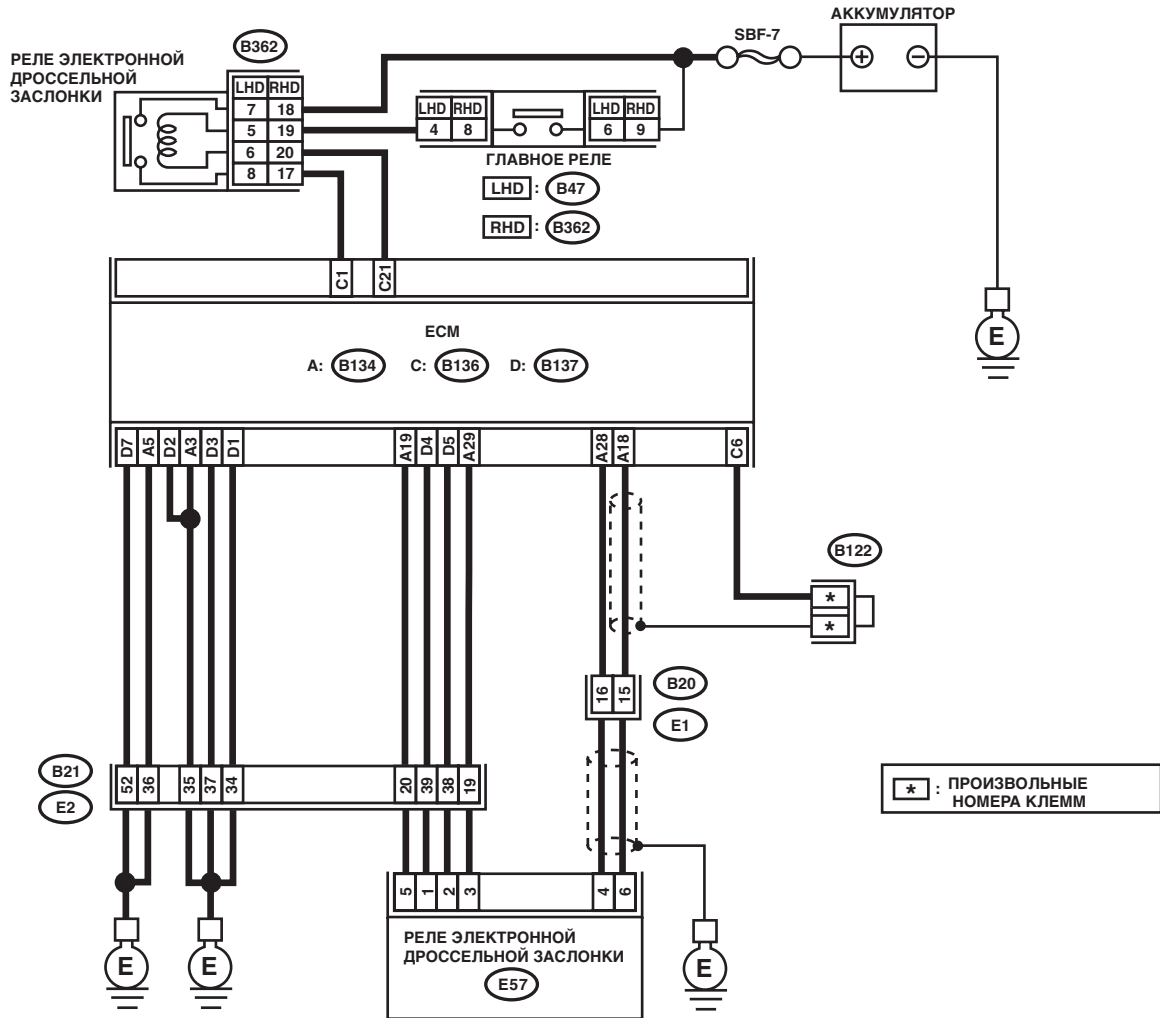 АККУМУЛЯТОР
SBF-7
B362
РЕЛЕ ЭЛЕКТРОННОЙ
ДРОССЕЛЬНОЙ
ЗАСЛОНКИ
LHD RHD
7 18
5 19
6 20
8 17
LHD RHD
4 8
LHD RHD
6 9
ГЛАВНОЕ РЕЛЕ
LHD : B47
RHD : B362
E
C1 C21
ECM
A: B134 C: B136 D: B137
D7 A5 D2 A3 D3 D1 A19 D4 D5 A29 A28 A18 C6
B122
*
*
16 15
B20
E1
B21
E2
52 36 35 37 34 20 39 38 19
* : ПРОИЗВОЛЬНЫЕ
НОМЕРА КЛЕММ
5 1 2 3 4 6
РЕЛЕ ЭЛЕКТРОННОЙ
ДРОССЕЛЬНОЙ ЗАСЛОНКИ
E57
E
E
E